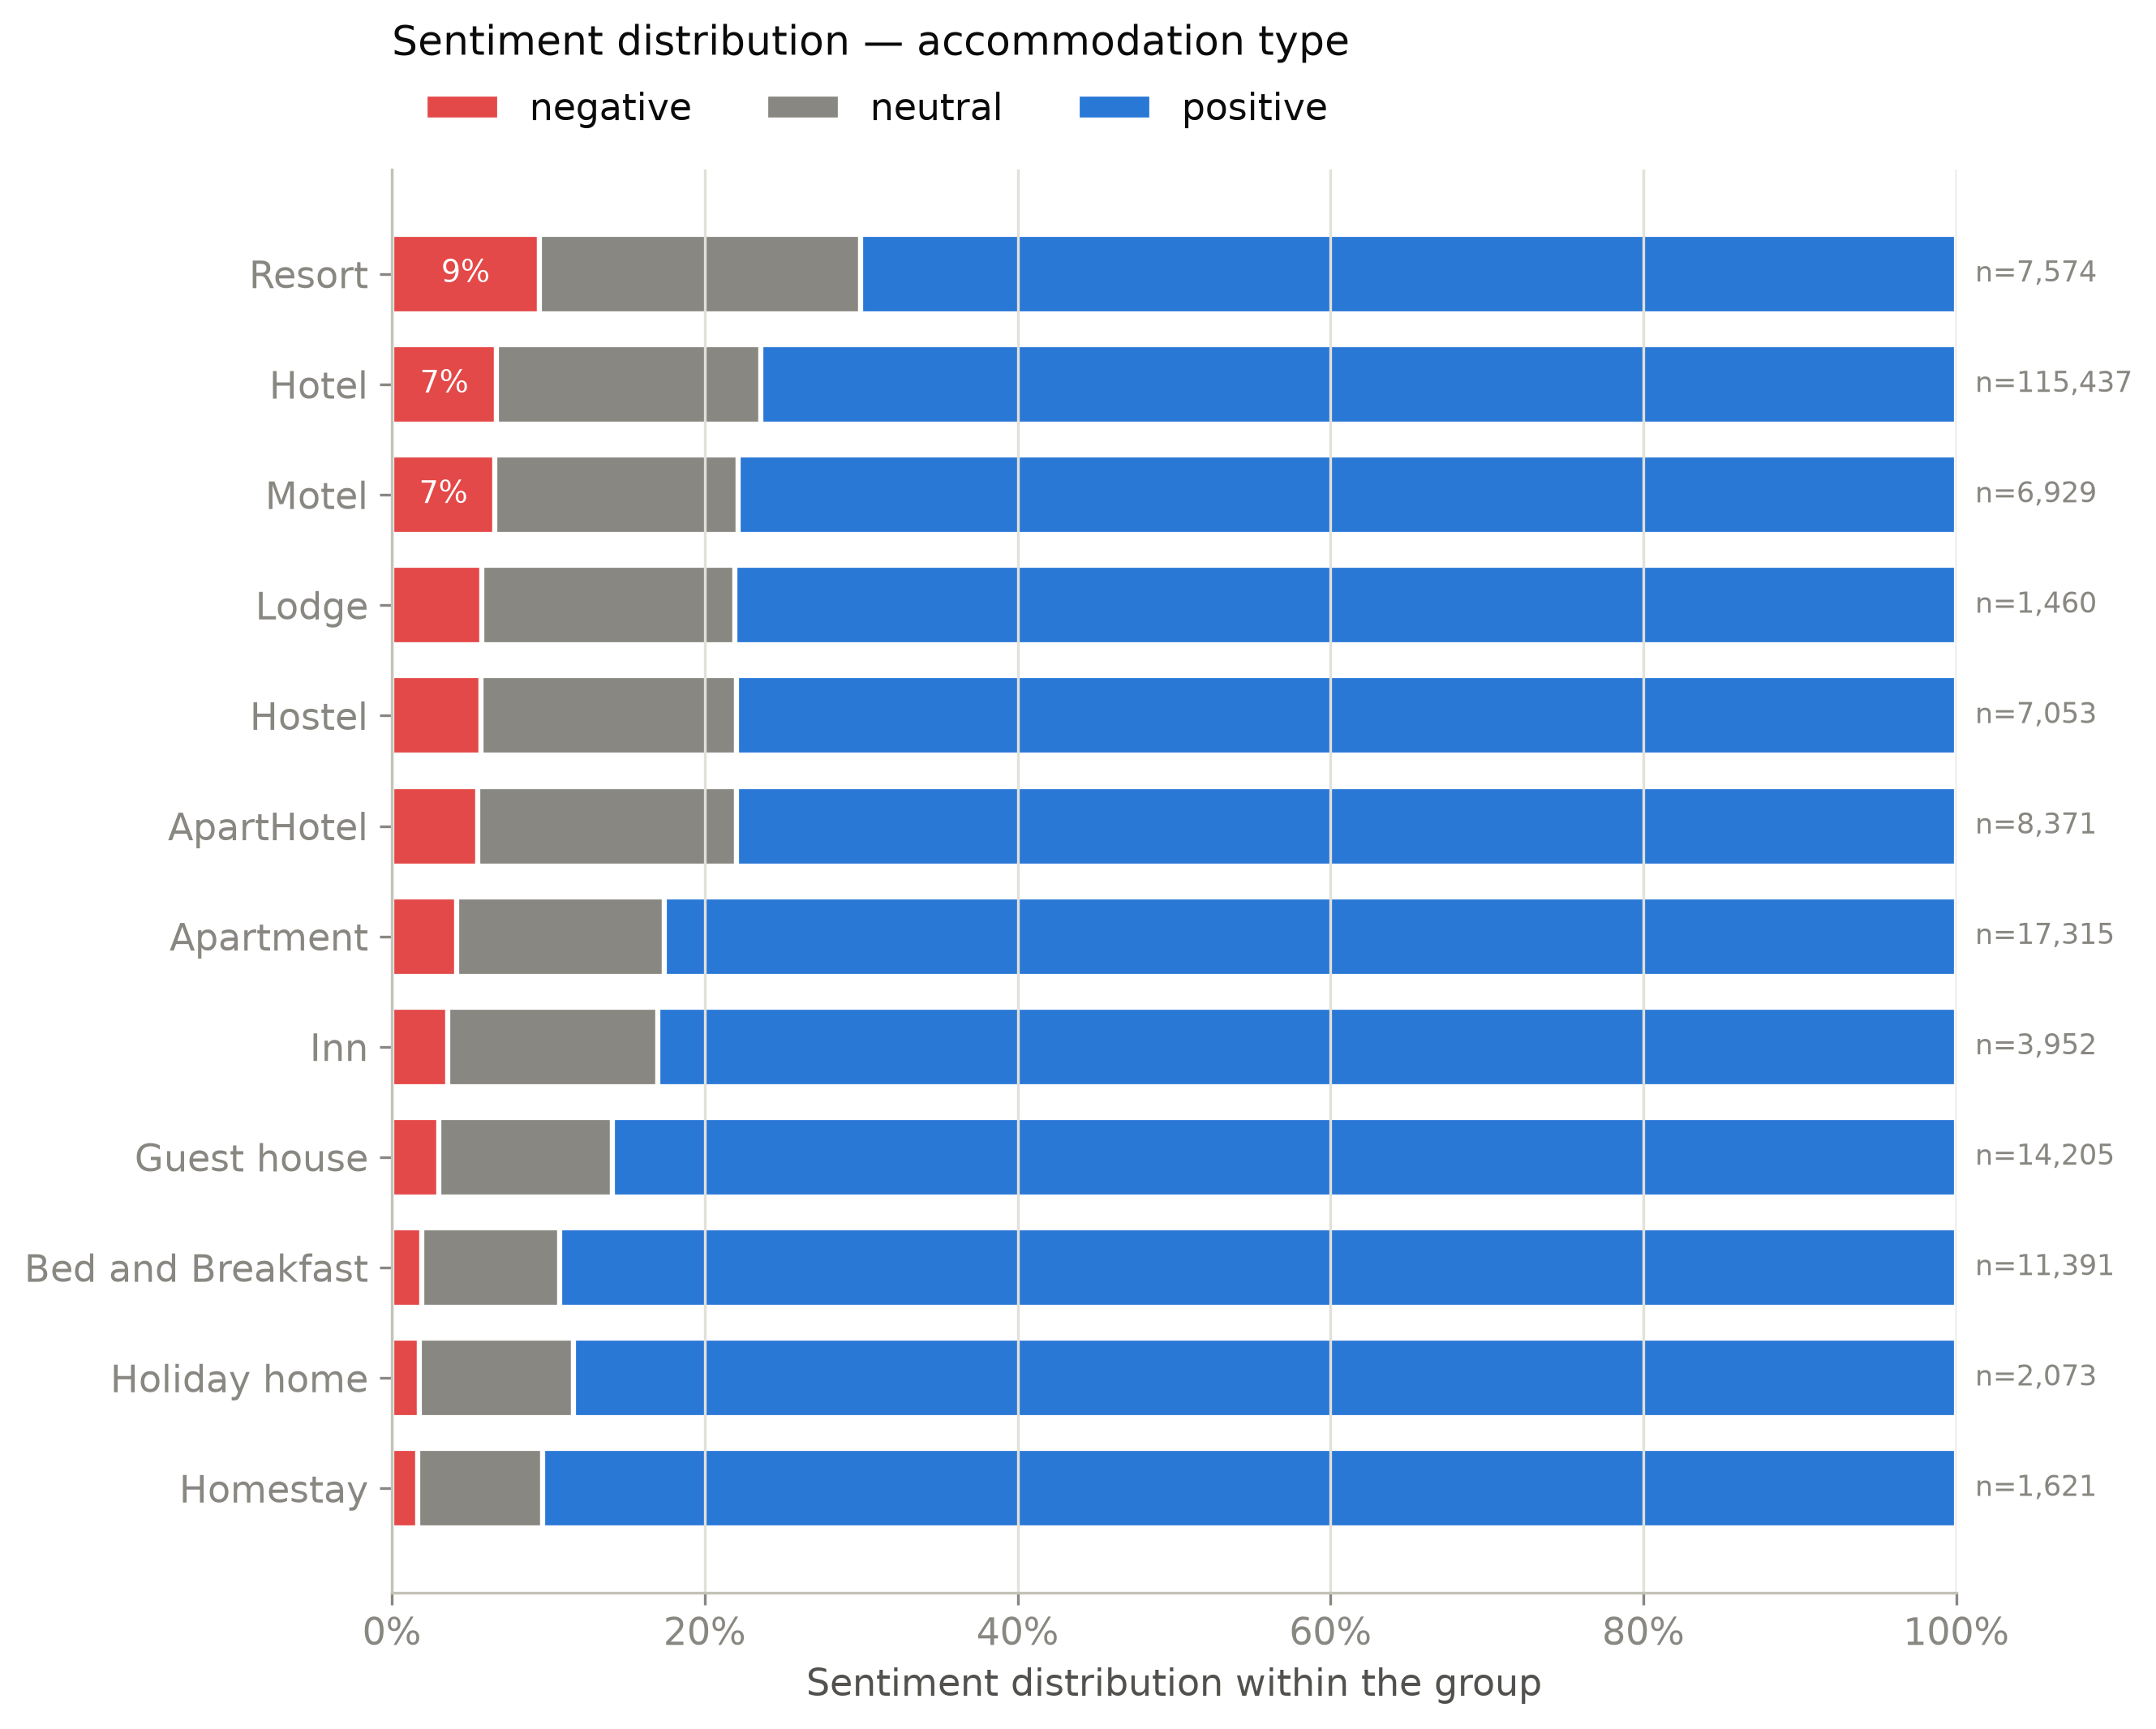 Sentiment distribution — accommodation type
negative neutral positive
Resort 9% n=7,574
Hotel 7% n=115,437
Motel 7% n=6,929
Lodge n=1,460
Hostel n=7,053
ApartHotel n=8,371
Apartment n=17,315
Inn n=3,952
Guest house n=14,205
Bed and Breakfast n=11,391
Holiday home n=2,073
Homestay n=1,621
0% 20% 40% 60% 80% 100%
Sentiment distribution within the group